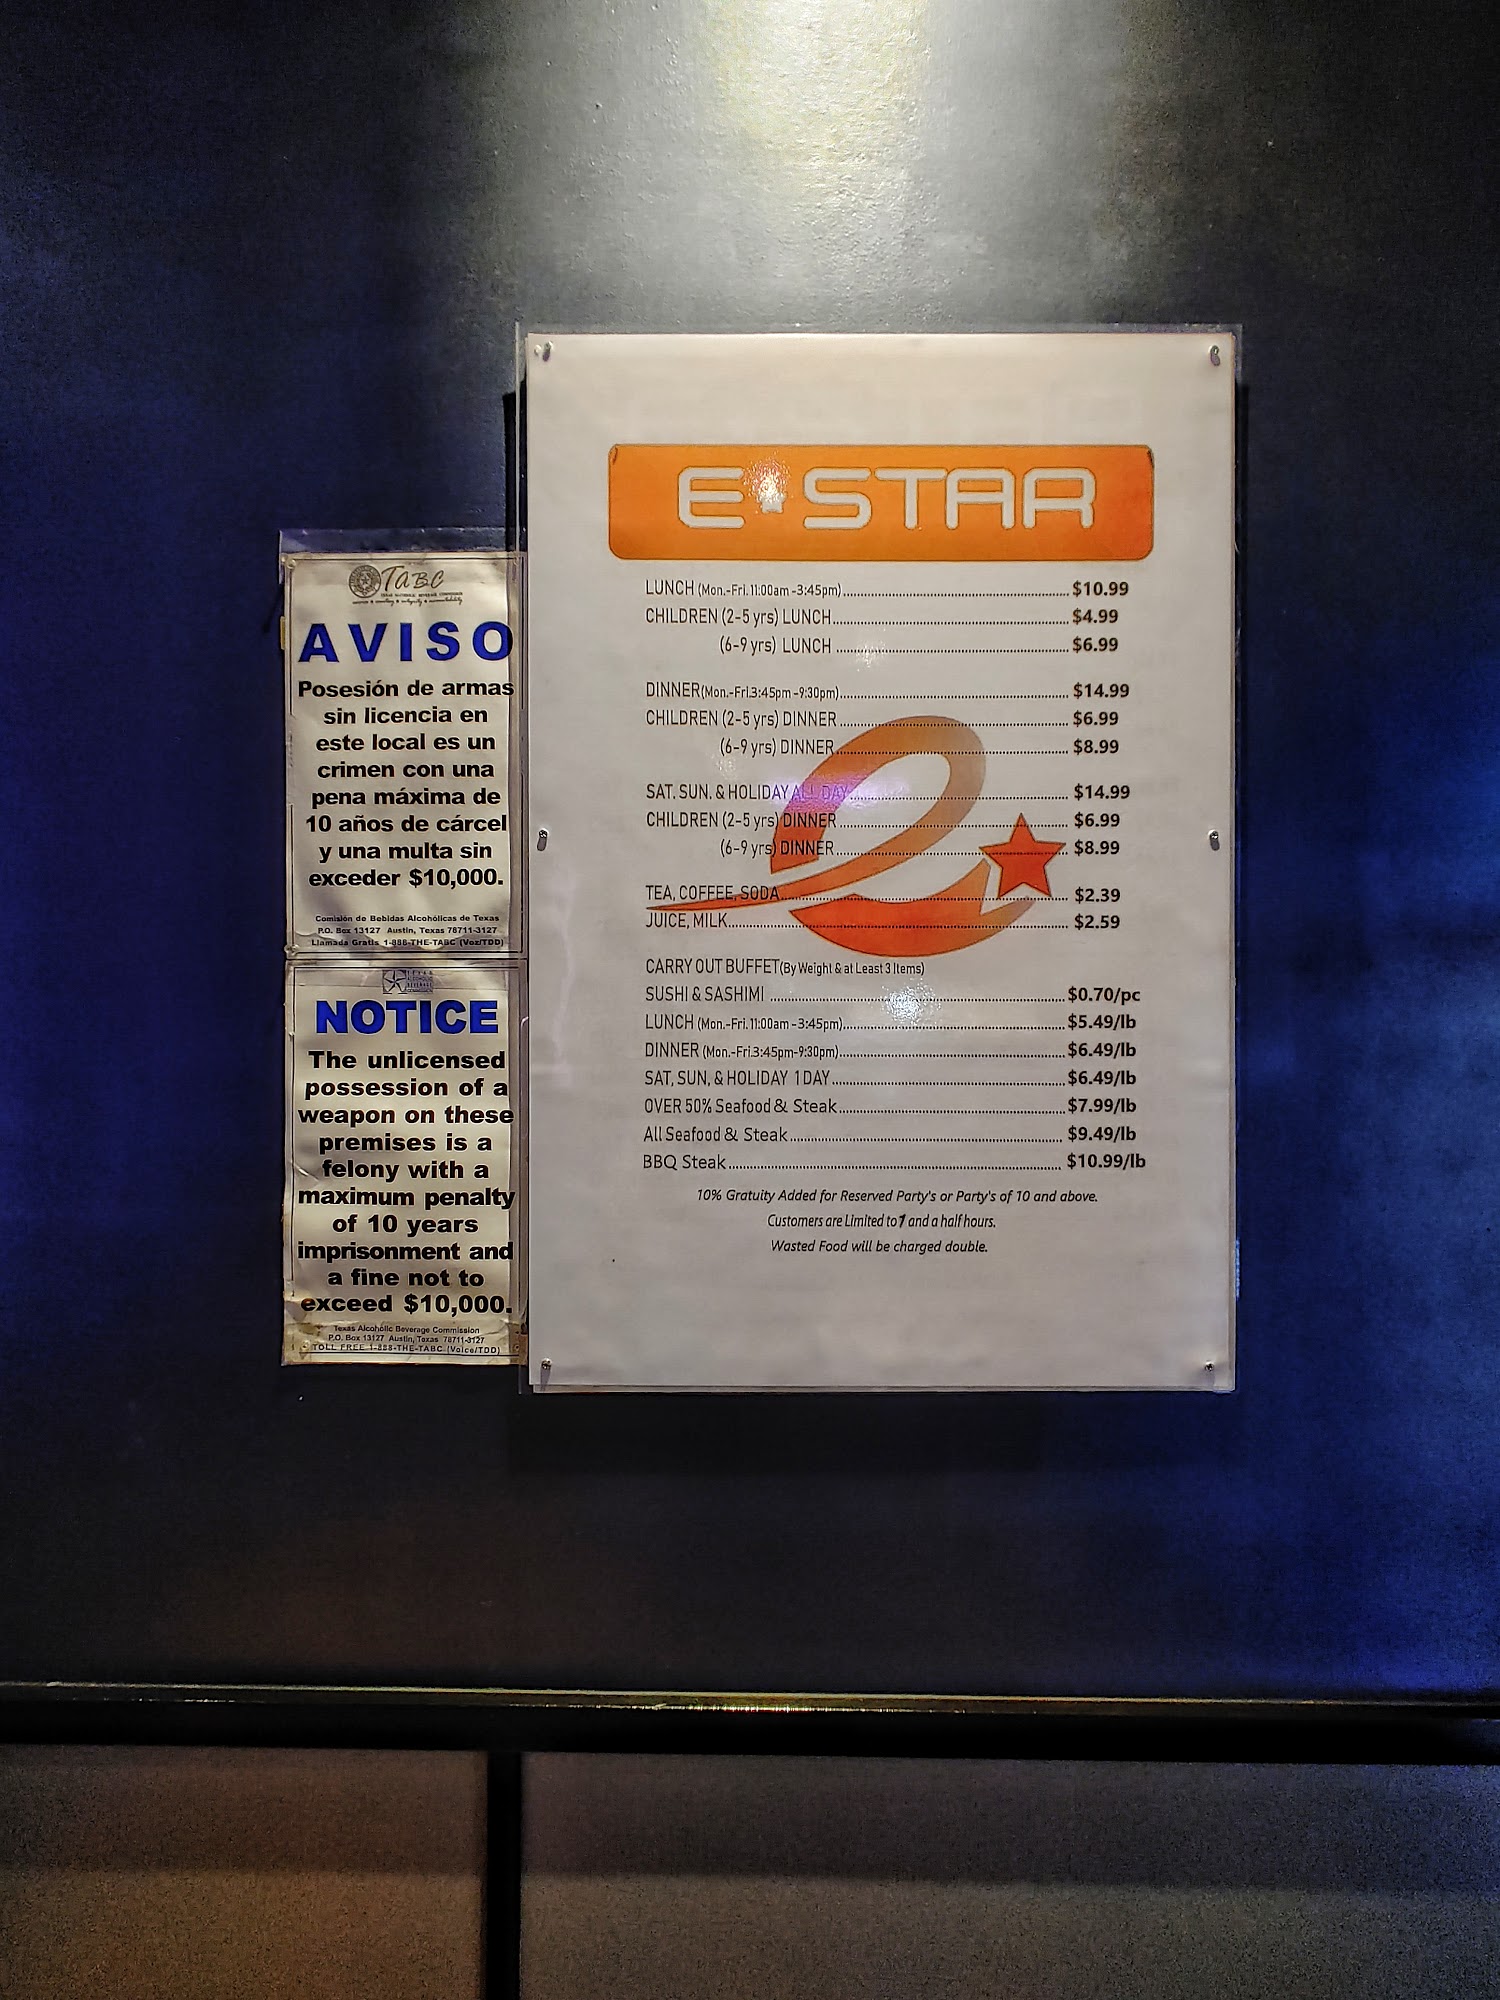 TABC
TEXAS ALCOHOLIC BEVERAGE COMMISSION
AVISO
Posesión de armas
sin licencia en
este local es un
crimen con una
pena máxima de
10 años de cárcel
y una multa sin
exceder $10,000.
Comisión de Bebidas Alcohólicas de Texas
P.O. Box 13127 Austin, Texas 78711-3127
Llamada Gratis 1-888-THE-TABC (Voz/TDD)
TEXAS
ALCOHOLIC
BEVERAGE
COMMISSION
NOTICE
The unlicensed
possession of a
weapon on these
premises is a
felony with a
maximum penalty
of 10 years
imprisonment and
a fine not to
exceed $10,000.
Texas Alcoholic Beverage Commission
P.O. Box 13127 Austin, Texas 78711-3127
TOLL FREE 1-888-THE-TABC (Voice/TDD)
E STAR
LUNCH (Mon.-Fri. 11:00am -3:45pm) $10.99
CHILDREN (2-5 yrs) LUNCH $4.99
(6-9 yrs) LUNCH $6.99
DINNER(Mon.-Fri.3:45pm -9:30pm) $14.99
CHILDREN (2-5 yrs) DINNER $6.99
(6-9 yrs) DINNER $8.99
SAT. SUN. & HOLIDAY ALL DAY $14.99
CHILDREN (2-5 yrs) DINNER $6.99
(6-9 yrs) DINNER $8.99
TEA, COFFEE, SODA $2.39
JUICE, MILK $2.59
CARRY OUT BUFFET(By Weight & at Least 3 Items)
SUSHI & SASHIMI $0.70/pc
LUNCH (Mon.-Fri. 11:00am -3:45pm) $5.49/lb
DINNER (Mon.-Fri.3:45pm-9:30pm) $6.49/lb
SAT, SUN, & HOLIDAY 1 DAY $6.49/lb
OVER 50% Seafood & Steak $7.99/lb
All Seafood & Steak $9.49/lb
BBQ Steak $10.99/lb
10% Gratuity Added for Reserved Party's or Party's of 10 and above.
Customers are Limited to 1 and a half hours.
Wasted Food will be charged double.